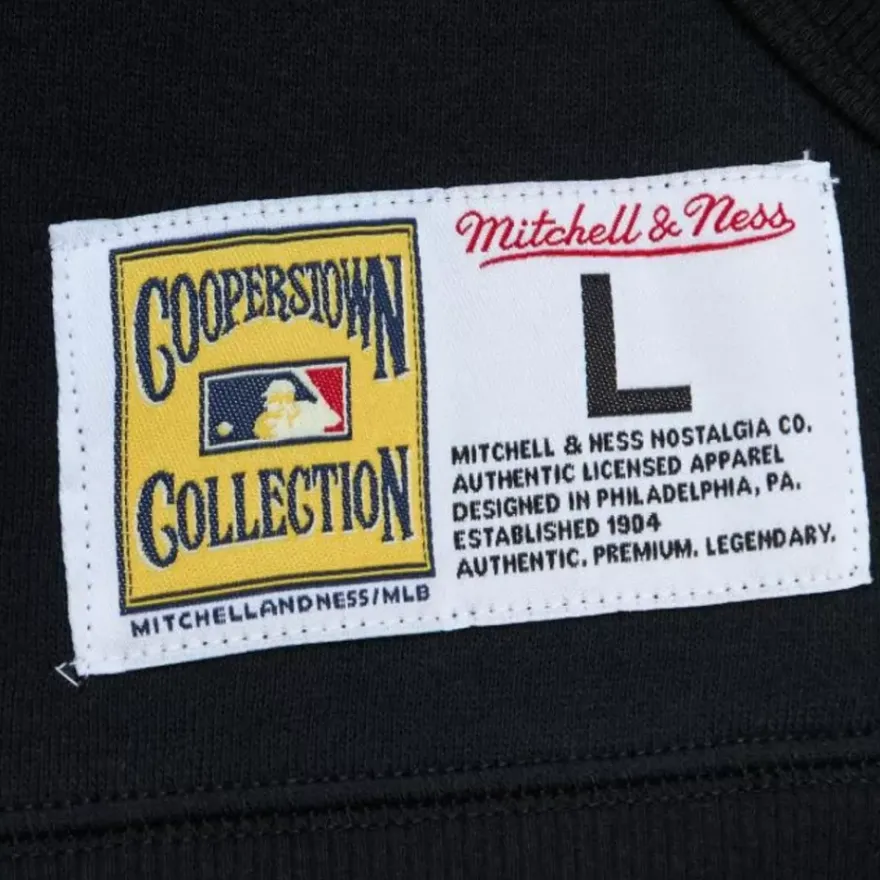 COOPERSTOWN
COLLECTION
MITCHELLANDNESS/MLB
Mitchell & Ness
L
MITCHELL & NESS NOSTALGIA CO.
AUTHENTIC LICENSED APPAREL
DESIGNED IN PHILADELPHIA, PA.
ESTABLISHED 1904
AUTHENTIC. PREMIUM. LEGENDARY.